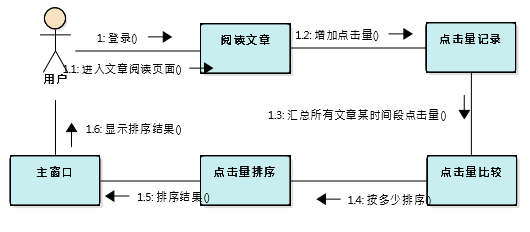 1: 登录()
阅读文章
1.2: 增加点击量()
点击量记录
1.1: 进入文章阅读页面()
用户
1.3: 汇总所有文章某时间段点击量()
1.6: 显示排序结果()
主窗口
点击量排序
点击量比较
1.5: 排序结果()
1.4: 按多少排序()